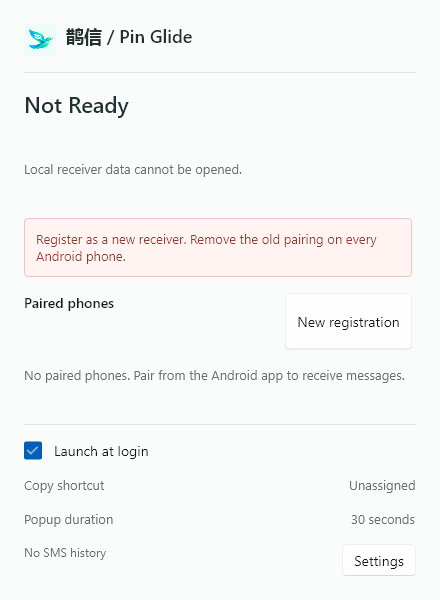 鹊信 / Pin Glide
Not Ready
Local receiver data cannot be opened.
Register as a new receiver. Remove the old pairing on every
Android phone.
Paired phones
New registration
No paired phones. Pair from the Android app to receive messages.
Launch at login
Copy shortcut Unassigned
Popup duration 30 seconds
No SMS history Settings